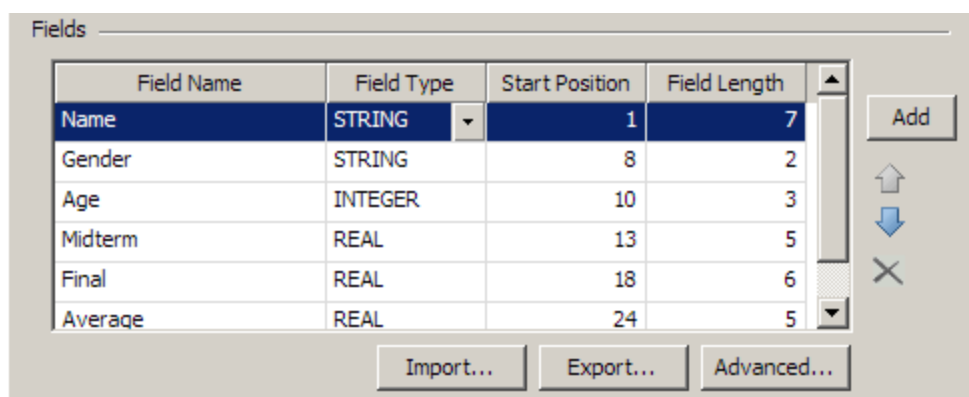 Fields
Field Name Field Type Start Position Field Length
Name STRING 1 7 Add
Gender STRING 8 2
Age INTEGER 10 3
Midterm REAL 13 5
Final REAL 18 6
Average REAL 24 5
Import... Export... Advanced...